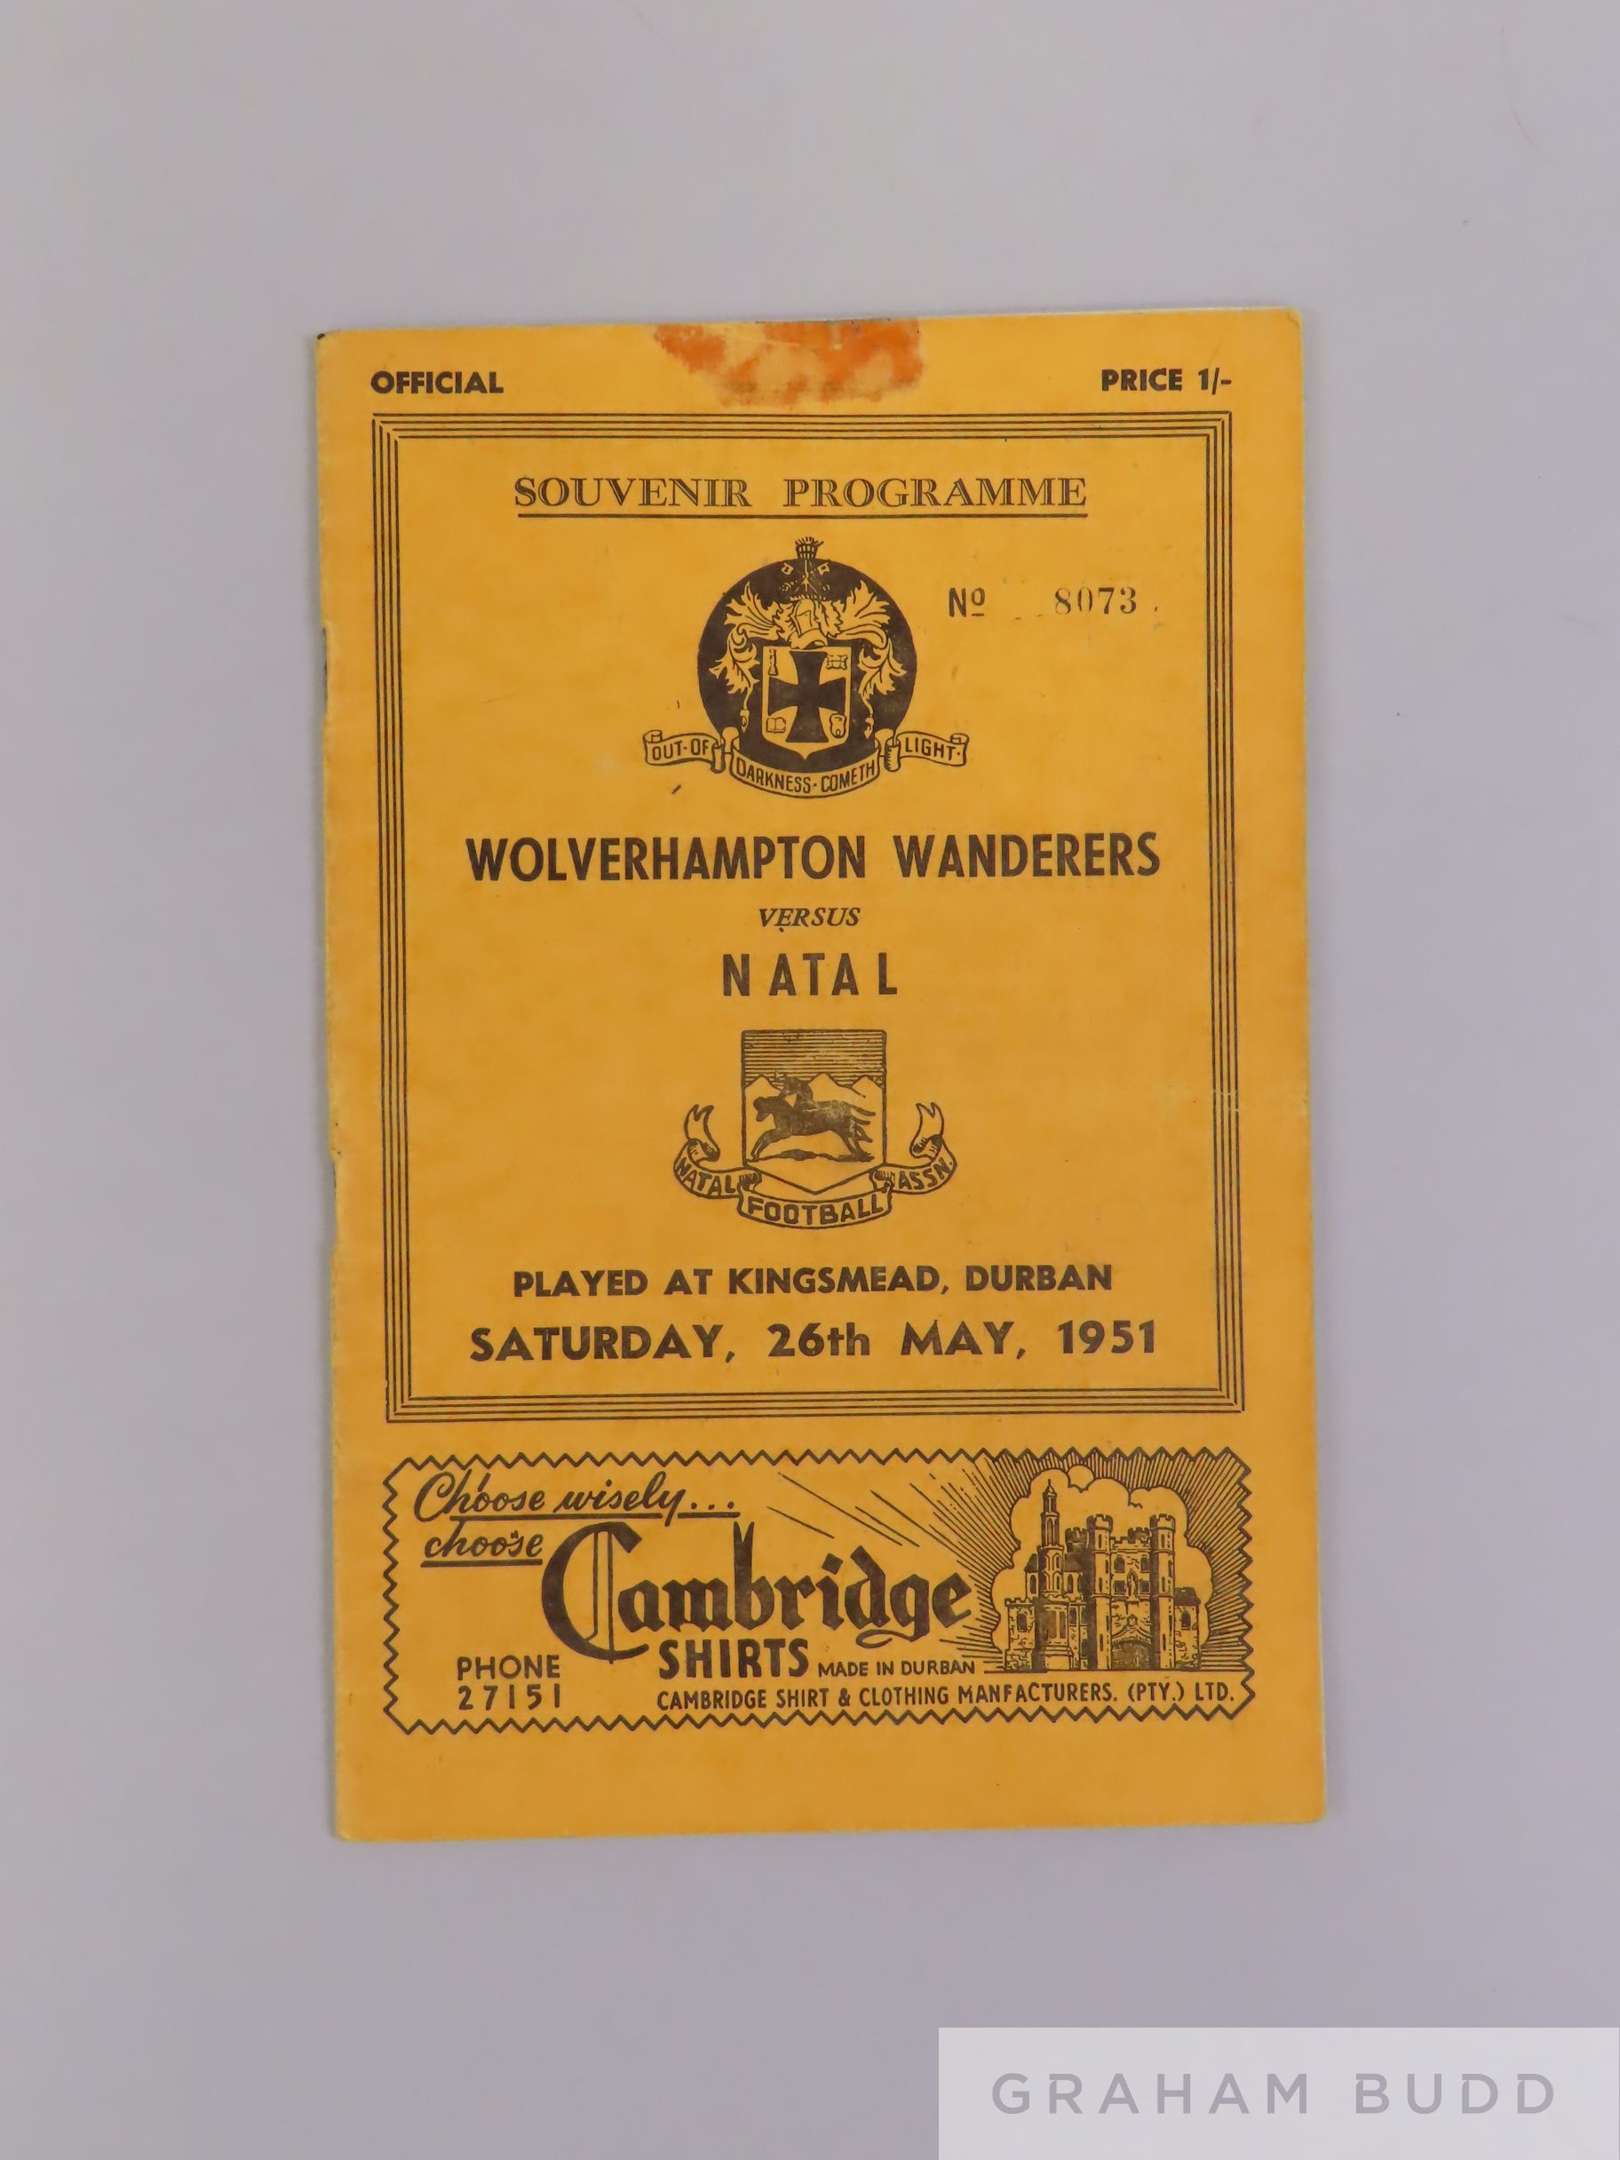 OFFICIAL PRICE 1/-
SOUVENIR PROGRAMME
Nº 8073
OUT·OF DARKNESS·COMETH LIGHT·
WOLVERHAMPTON WANDERERS
VERSUS
NATAL
NATAL FOOTBALL ASSN.
PLAYED AT KINGSMEAD, DURBAN
SATURDAY, 26th MAY, 1951
Choose wisely...
choose Cambridge
SHIRTS MADE IN DURBAN
PHONE
27151
CAMBRIDGE SHIRT & CLOTHING MANFACTURERS. (PTY.) LTD.
GRAHAM BUDD